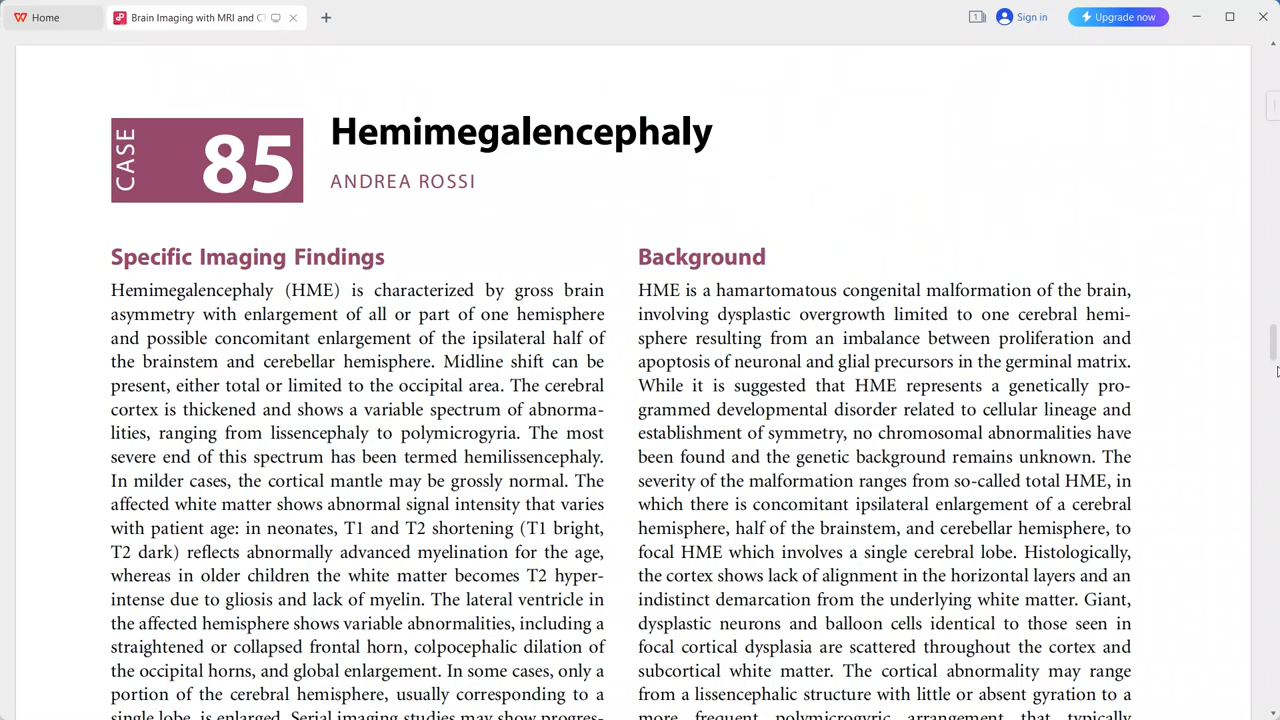 Home
Brain Imaging with MRI and C
1
Sign in
Upgrade now
CASE
85
Hemimegalencephaly
ANDREA ROSSI
Specific Imaging Findings
Hemimegalencephaly (HME) is characterized by gross brain
asymmetry with enlargement of all or part of one hemisphere
and possible concomitant enlargement of the ipsilateral half of
the brainstem and cerebellar hemisphere. Midline shift can be
present, either total or limited to the occipital area. The cerebral
cortex is thickened and shows a variable spectrum of abnorma-
lities, ranging from lissencephaly to polymicrogyria. The most
severe end of this spectrum has been termed hemilissencephaly.
In milder cases, the cortical mantle may be grossly normal. The
affected white matter shows abnormal signal intensity that varies
with patient age: in neonates, T1 and T2 shortening (T1 bright,
T2 dark) reflects abnormally advanced myelination for the age,
whereas in older children the white matter becomes T2 hyper-
intense due to gliosis and lack of myelin. The lateral ventricle in
the affected hemisphere shows variable abnormalities, including a
straightened or collapsed frontal horn, colpocephalic dilation of
the occipital horns, and global enlargement. In some cases, only a
portion of the cerebral hemisphere, usually corresponding to a
single lobe, is enlarged. Serial imaging studies may show progres-
Background
HME is a hamartomatous congenital malformation of the brain,
involving dysplastic overgrowth limited to one cerebral hemi-
sphere resulting from an imbalance between proliferation and
apoptosis of neuronal and glial precursors in the germinal matrix.
While it is suggested that HME represents a genetically pro-
grammed developmental disorder related to cellular lineage and
establishment of symmetry, no chromosomal abnormalities have
been found and the genetic background remains unknown. The
severity of the malformation ranges from so-called total HME, in
which there is concomitant ipsilateral enlargement of a cerebral
hemisphere, half of the brainstem, and cerebellar hemisphere, to
focal HME which involves a single cerebral lobe. Histologically,
the cortex shows lack of alignment in the horizontal layers and an
indistinct demarcation from the underlying white matter. Giant,
dysplastic neurons and balloon cells identical to those seen in
focal cortical dysplasia are scattered throughout the cortex and
subcortical white matter. The cortical abnormality may range
from a lissencephalic structure with little or absent gyration to a
more frequent polymicrogyric arrangement that typically